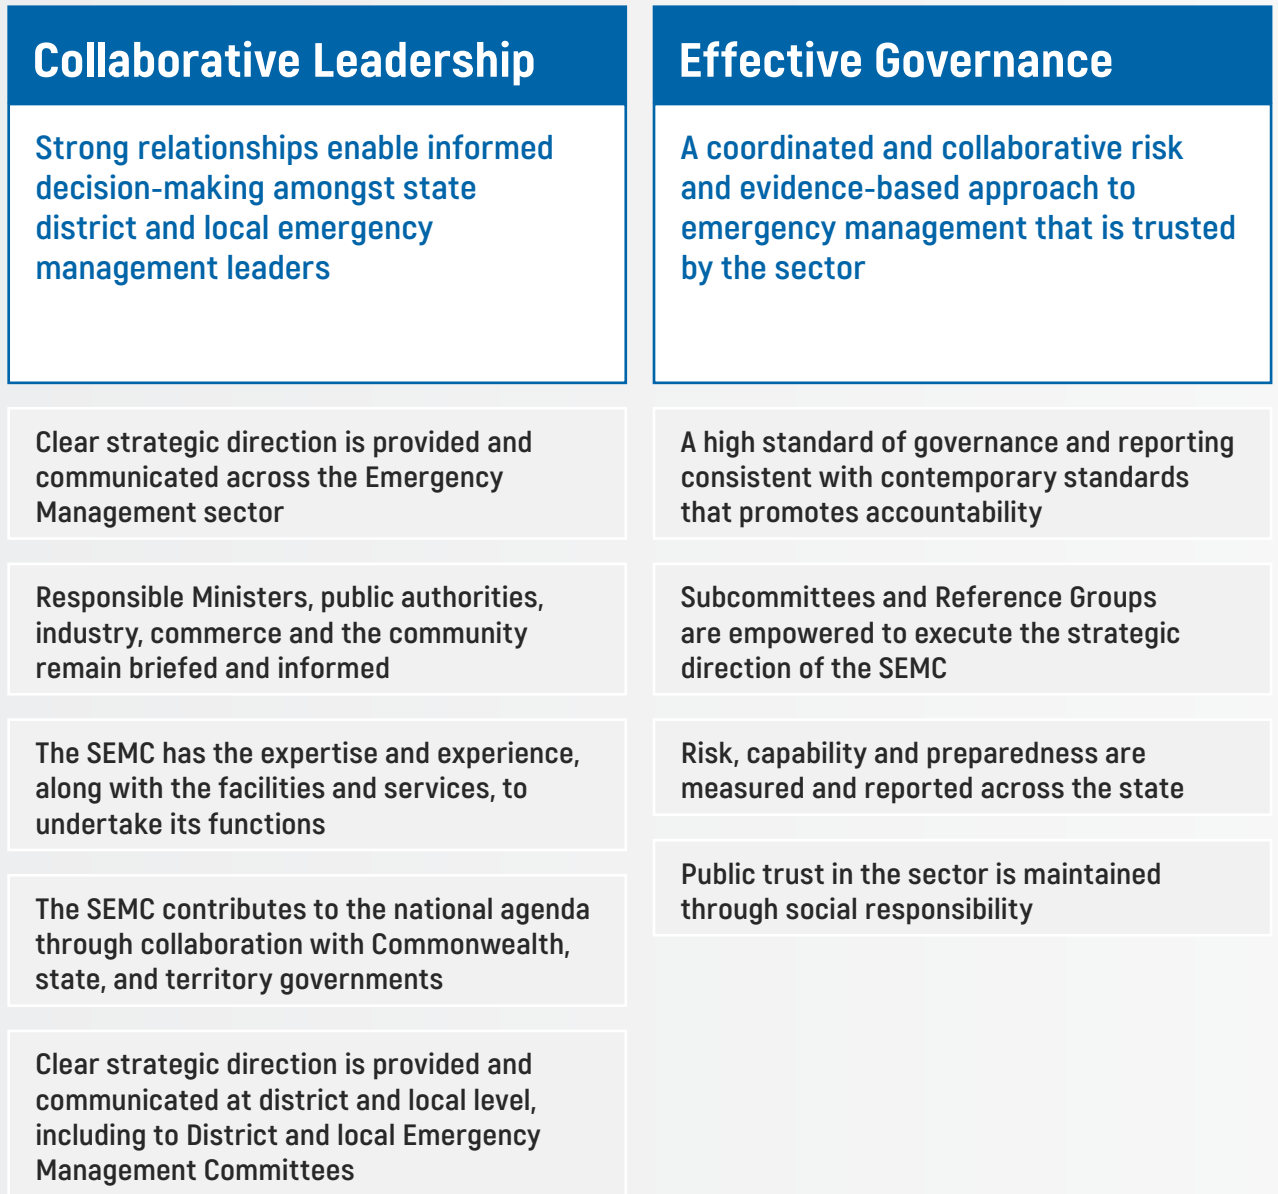 Collaborative Leadership
Strong relationships enable informed
decision-making amongst state
district and local emergency
management leaders
Clear strategic direction is provided and
communicated across the Emergency
Management sector
Responsible Ministers, public authorities,
industry, commerce and the community
remain briefed and informed
The SEMC has the expertise and experience,
along with the facilities and services, to
undertake its functions
The SEMC contributes to the national agenda
through collaboration with Commonwealth,
state, and territory governments
Clear strategic direction is provided and
communicated at district and local level,
including to District and local Emergency
Management Committees
Effective Governance
A coordinated and collaborative risk
and evidence-based approach to
emergency management that is trusted
by the sector
A high standard of governance and reporting
consistent with contemporary standards
that promotes accountability
Subcommittees and Reference Groups
are empowered to execute the strategic
direction of the SEMC
Risk, capability and preparedness are
measured and reported across the state
Public trust in the sector is maintained
through social responsibility